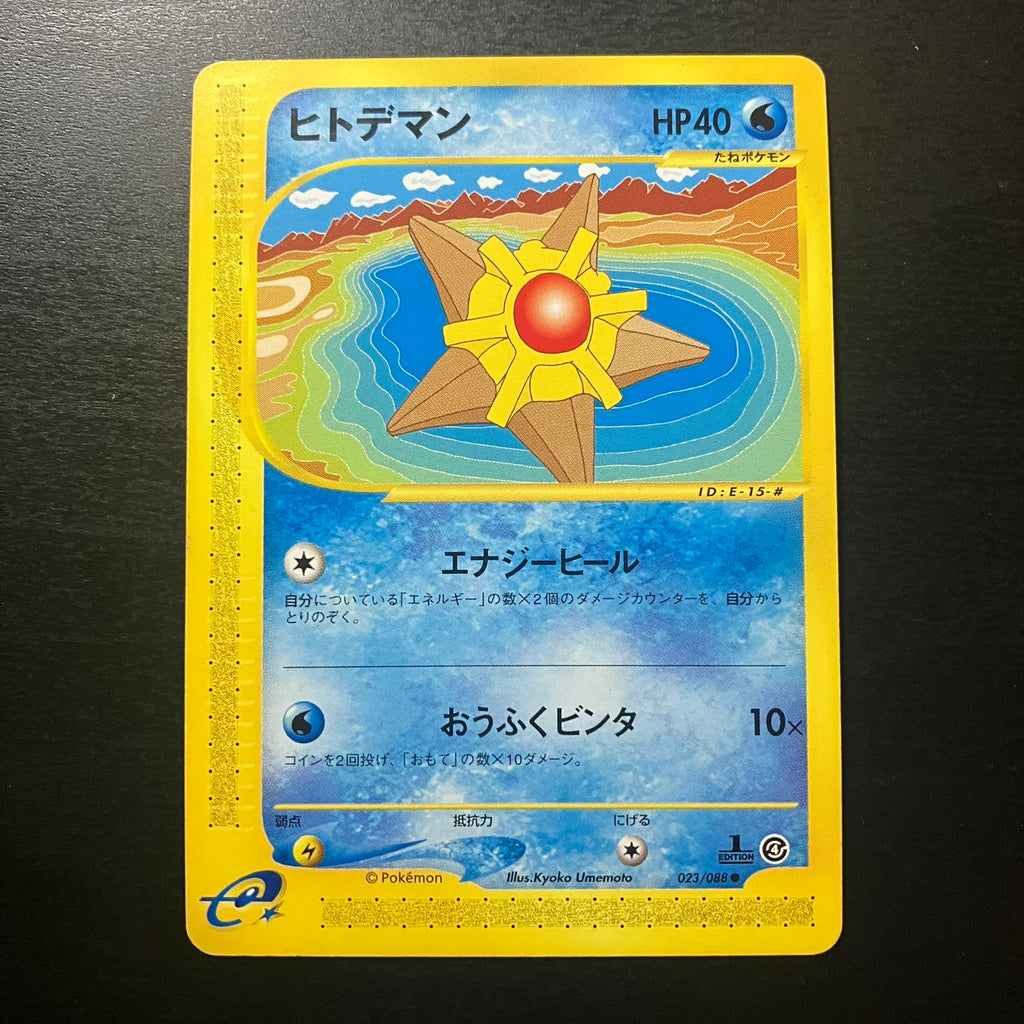 ヒトデマン HP40
たねポケモン
ID:E-15-#
エナジーヒール
自分についている「エネルギー」の数×2個のダメージカウンターを、自分から
とりのぞく。
おうふくビンタ 10×
コインを2回投げ、「おもて」の数×10ダメージ。
弱点 抵抗力 にげる
1 EDITION 4
©Pokémon Illus.Kyoko Umemoto 023/088●
e